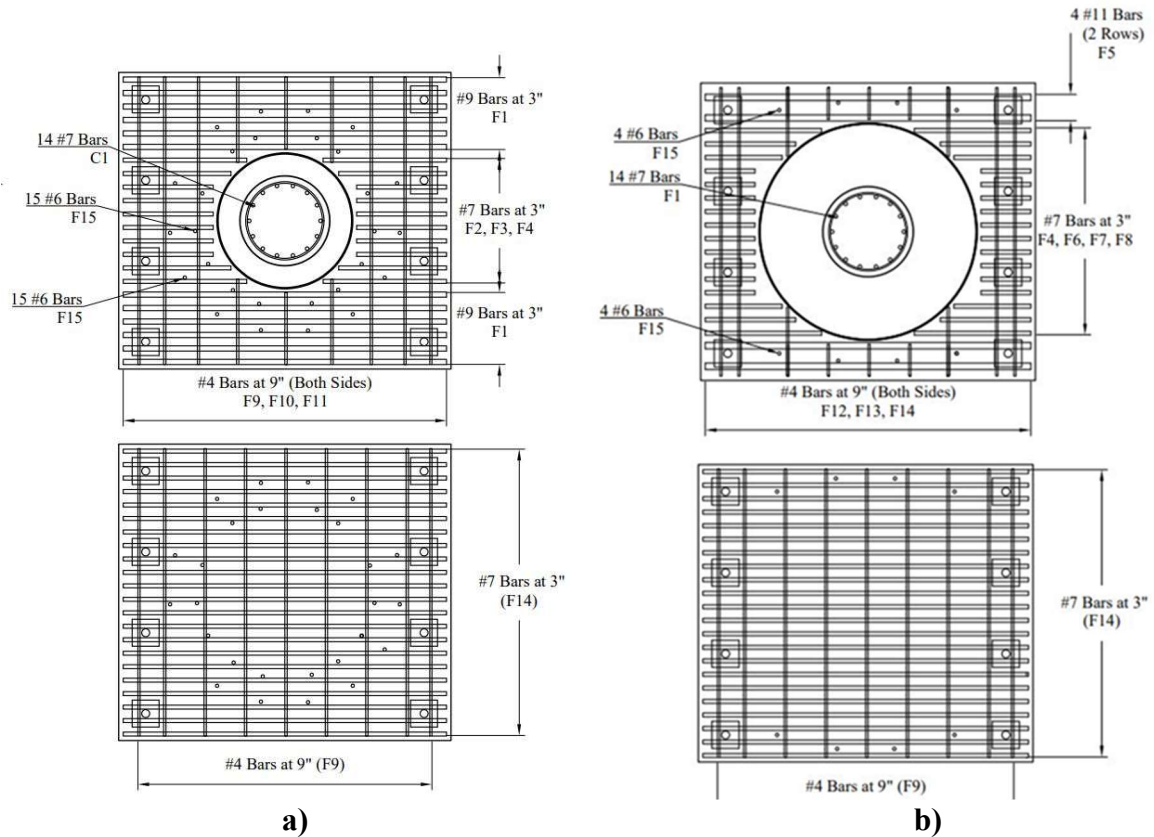 #9 Bars at 3"
F1
14 #7 Bars
C1
15 #6 Bars
F15
#7 Bars at 3"
F2, F3, F4
15 #6 Bars
F15
#9 Bars at 3"
F1
#4 Bars at 9" (Both Sides)
F9, F10, F11
#7 Bars at 3"
(F14)
#4 Bars at 9" (F9)
a)
4 #11 Bars
(2 Rows)
F5
4 #6 Bars
F15
14 #7 Bars
F1
#7 Bars at 3"
F4, F6, F7, F8
4 #6 Bars
F15
#4 Bars at 9" (Both Sides)
F12, F13, F14
#7 Bars at 3"
(F14)
#4 Bars at 9" (F9)
b)